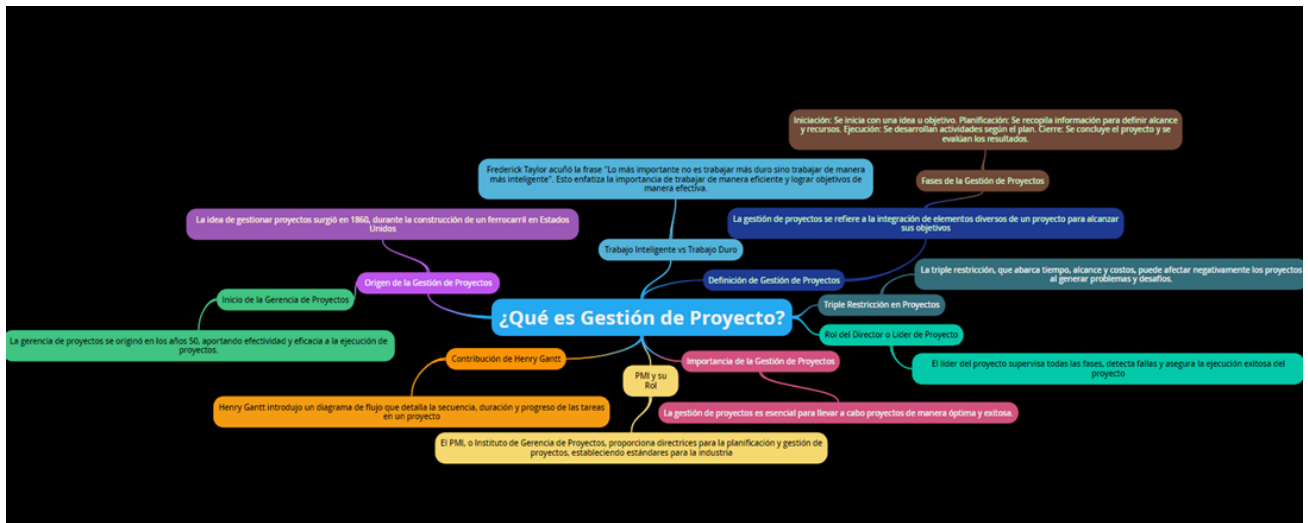 Iniciación: Se inicia con una idea u objetivo. Planificación: Se recopila información para definir alcance
y recursos. Ejecución: Se desarrollan actividades según el plan. Cierre: Se concluye el proyecto y se
evalúan los resultados.
Fases de la Gestión de Proyectos
Frederick Taylor acuñó la frase "Lo más importante no es trabajar más duro sino trabajar de manera
más inteligente". Esto enfatiza la importancia de trabajar de manera eficiente y lograr objetivos de
manera efectiva.
La idea de gestionar proyectos surgió en 1860, durante la construcción de un ferrocarril en Estados
Unidos
La gestión de proyectos se refiere a la integración de elementos diversos de un proyecto para alcanzar
sus objetivos
Trabajo Inteligente vs Trabajo Duro
Definición de Gestión de Proyectos
Origen de la Gestión de Proyectos
La triple restricción, que abarca tiempo, alcance y costos, puede afectar negativamente los proyectos
al generar problemas y desafíos.
Inicio de la Gerencia de Proyectos
Triple Restricción en Proyectos
¿Qué es Gestión de Proyecto?
Rol del Director o Líder de Proyecto
La gerencia de proyectos se originó en los años 50, aportando efectividad y eficacia a la ejecución de
proyectos.
Contribución de Henry Gantt
Importancia de la Gestión de Proyectos
El líder del proyecto supervisa todas las fases, detecta fallas y asegura la ejecución exitosa del
proyecto
PMI y su
Rol
Henry Gantt introdujo un diagrama de flujo que detalla la secuencia, duración y progreso de las tareas
en un proyecto
La gestión de proyectos es esencial para llevar a cabo proyectos de manera óptima y exitosa.
El PMI, o Instituto de Gerencia de Proyectos, proporciona directrices para la planificación y gestión de
proyectos, estableciendo estándares para la industria